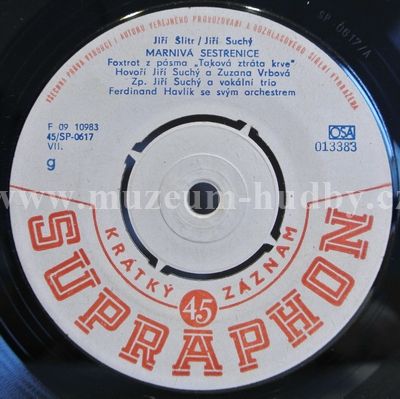 VŠECHNA PRÁVA VÝROBCE I AUTORA VEŘEJNÉHO PROVOZOVÁNÍ A ROZHLASOVÉHO ŠÍŘENÍ VYHRAZENA
SP 0617/A
Jiří Šlitr/Jiří Suchý
MARNIVÁ SESTŘENICE
Foxtrot z pásma „Taková ztráta krve"
Hovoří Jiří Suchý a Zuzana Vrbová
Zp. Jiří Suchý a vokální trio
Ferdinand Havlík se svým orchestrem
F 09 10983
45/SP-0617
VII.
g
OSA
013383
www.muzeum-hudby.cz
KRÁTKÝ 45 ZÁZNAM
SUPRAPHON